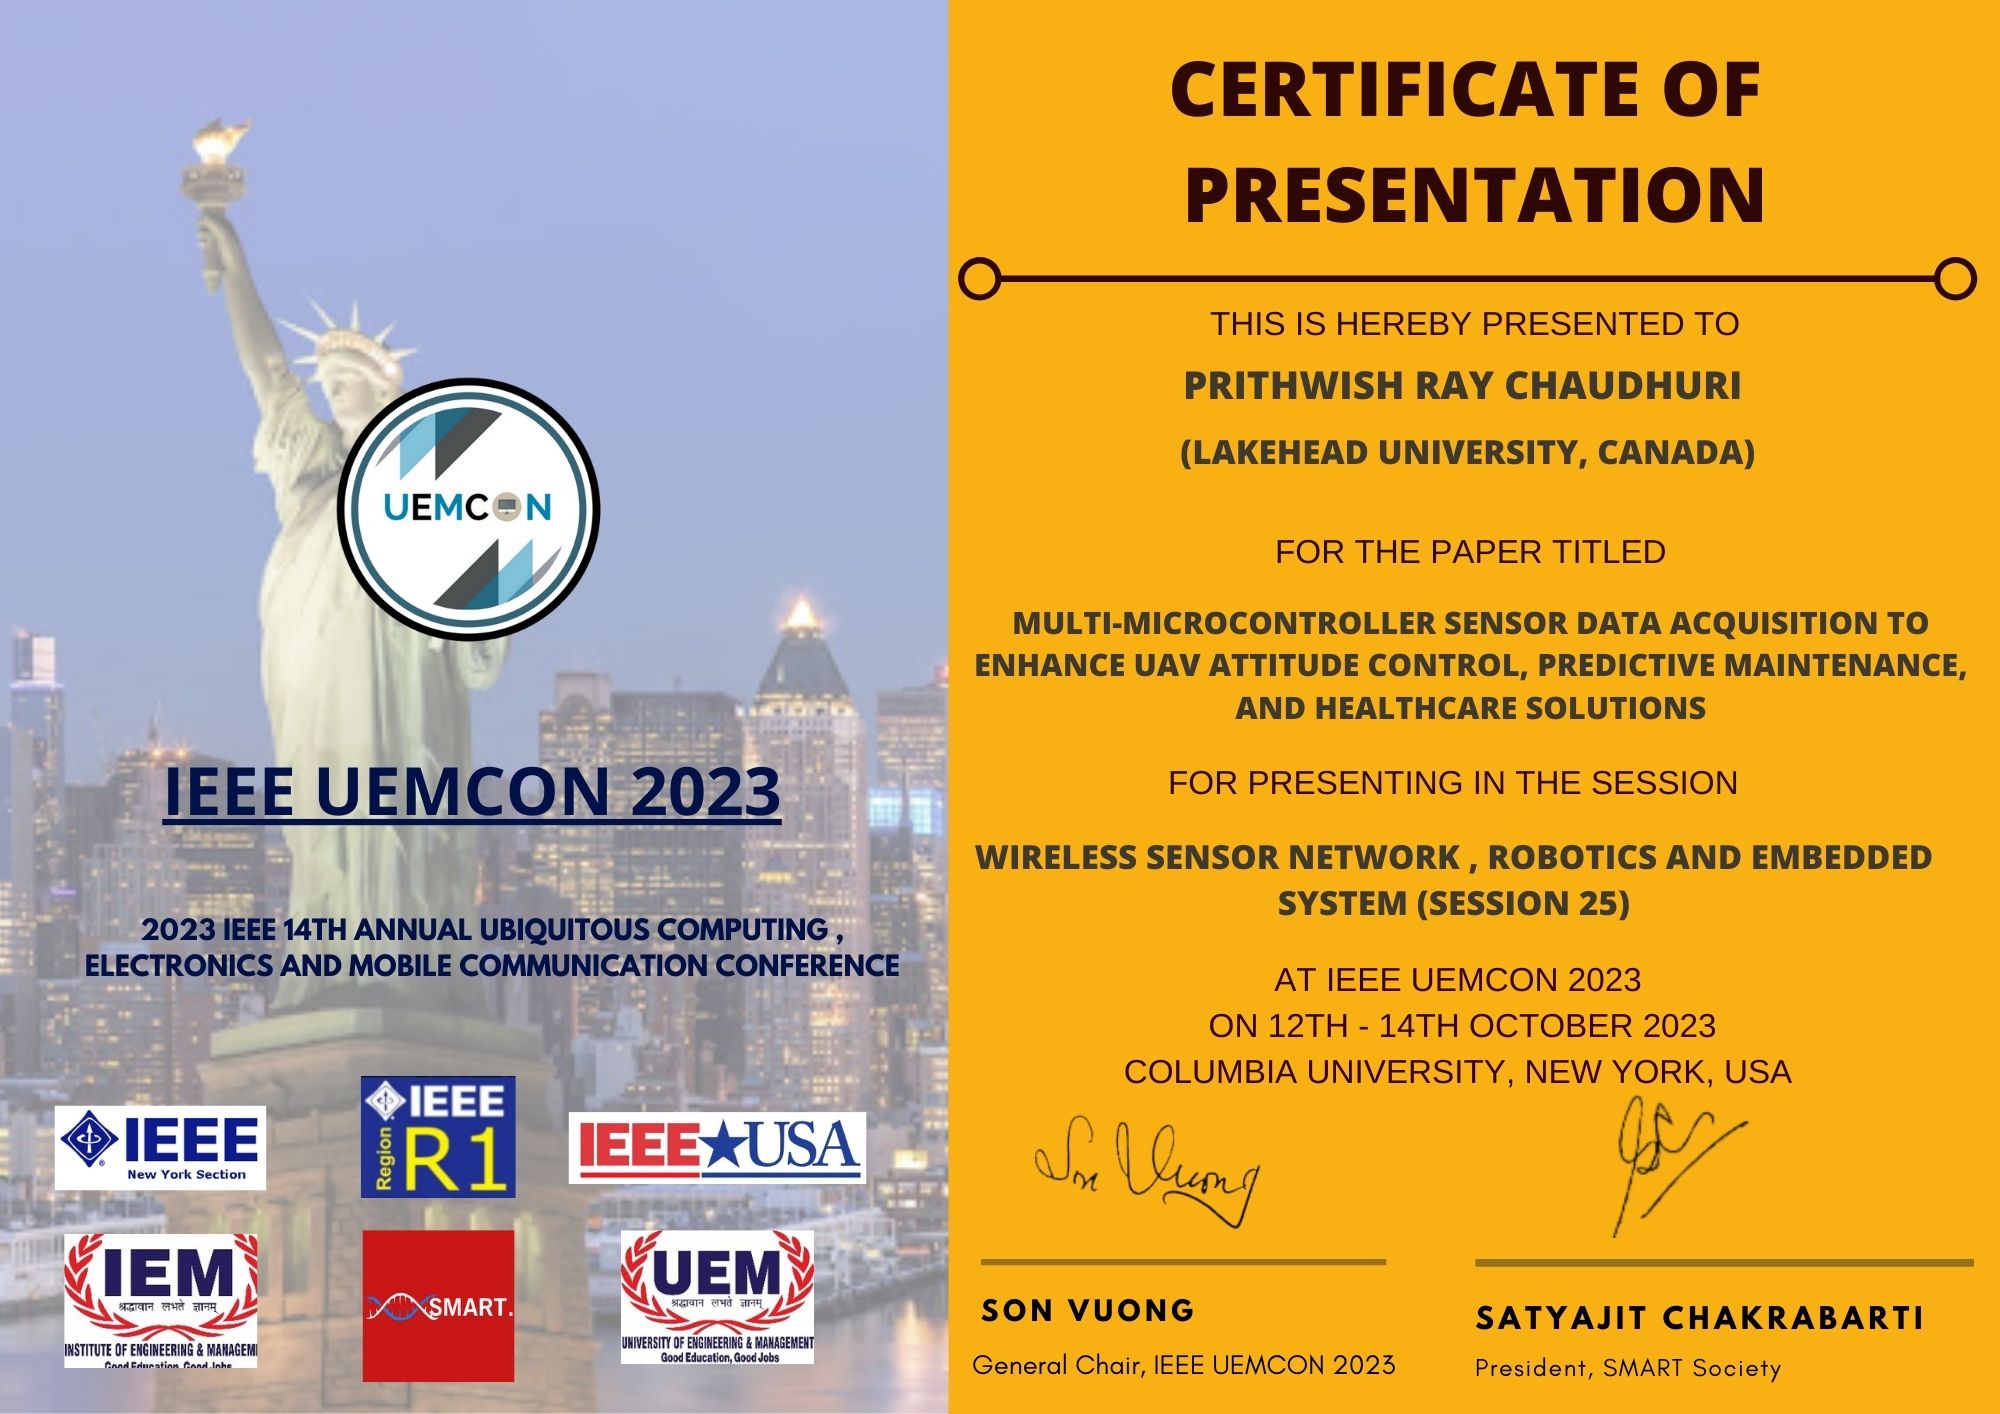 UEMCON
IEEE UEMCON 2023
2023 IEEE 14TH ANNUAL UBIQUITOUS COMPUTING ,
ELECTRONICS AND MOBILE COMMUNICATION CONFERENCE
IEEE
New York Section
IEEE
Region R1
IEEE USA
IEM
श्रद्धावान लभते ज्ञानम्
INSTITUTE OF ENGINEERING & MANAGEM
Good Education, Good Jobs
SMART.
UEM
श्रद्धावान लभते ज्ञानम्
UNIVERSITY OF ENGINEERING & MANAGEMENT
Good Education, Good Jobs
CERTIFICATE OF
PRESENTATION
THIS IS HEREBY PRESENTED TO
PRITHWISH RAY CHAUDHURI
(LAKEHEAD UNIVERSITY, CANADA)
FOR THE PAPER TITLED
MULTI-MICROCONTROLLER SENSOR DATA ACQUISITION TO
ENHANCE UAV ATTITUDE CONTROL, PREDICTIVE MAINTENANCE,
AND HEALTHCARE SOLUTIONS
FOR PRESENTING IN THE SESSION
WIRELESS SENSOR NETWORK , ROBOTICS AND EMBEDDED
SYSTEM (SESSION 25)
AT IEEE UEMCON 2023
ON 12TH - 14TH OCTOBER 2023
COLUMBIA UNIVERSITY, NEW YORK, USA
Son Vuong
SON VUONG
General Chair, IEEE UEMCON 2023
SATYAJIT CHAKRABARTI
President, SMART Society